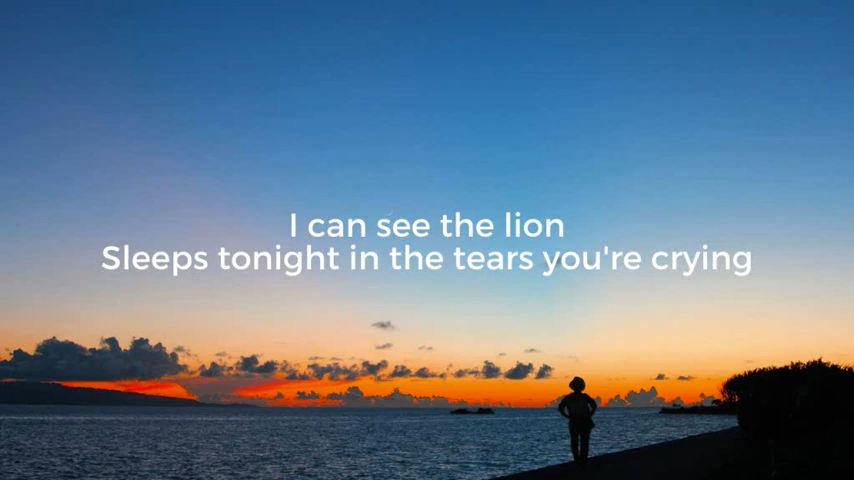 I can see the lion
Sleeps tonight in the tears you're crying